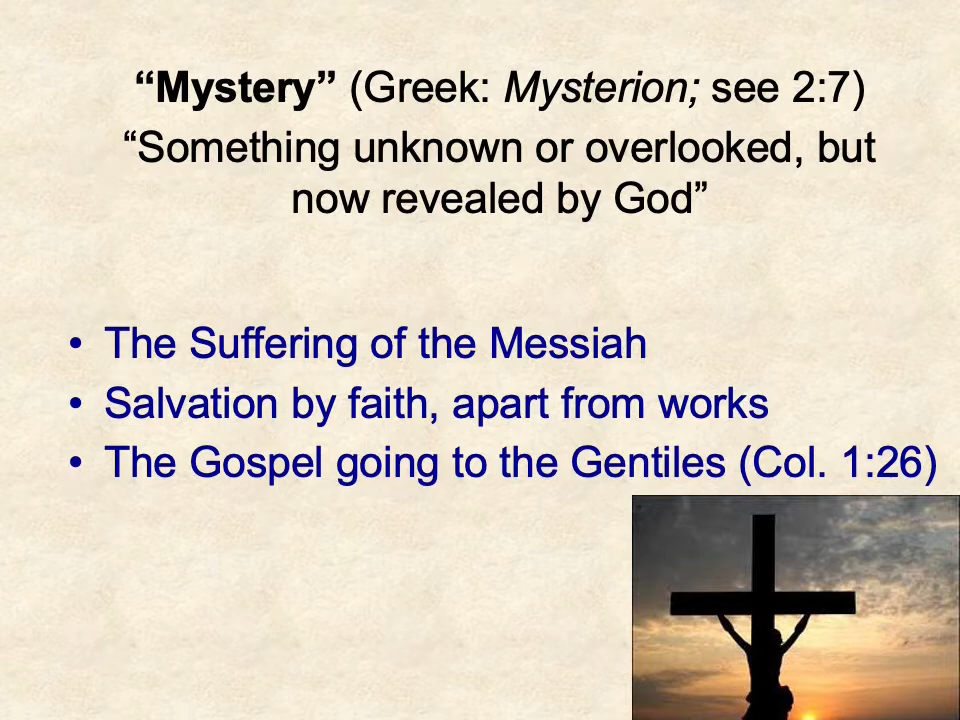 “Mystery” (Greek: Mysterion; see 2:7)
“Something unknown or overlooked, but
now revealed by God”
• The Suffering of the Messiah
• Salvation by faith, apart from works
• The Gospel going to the Gentiles (Col. 1:26)